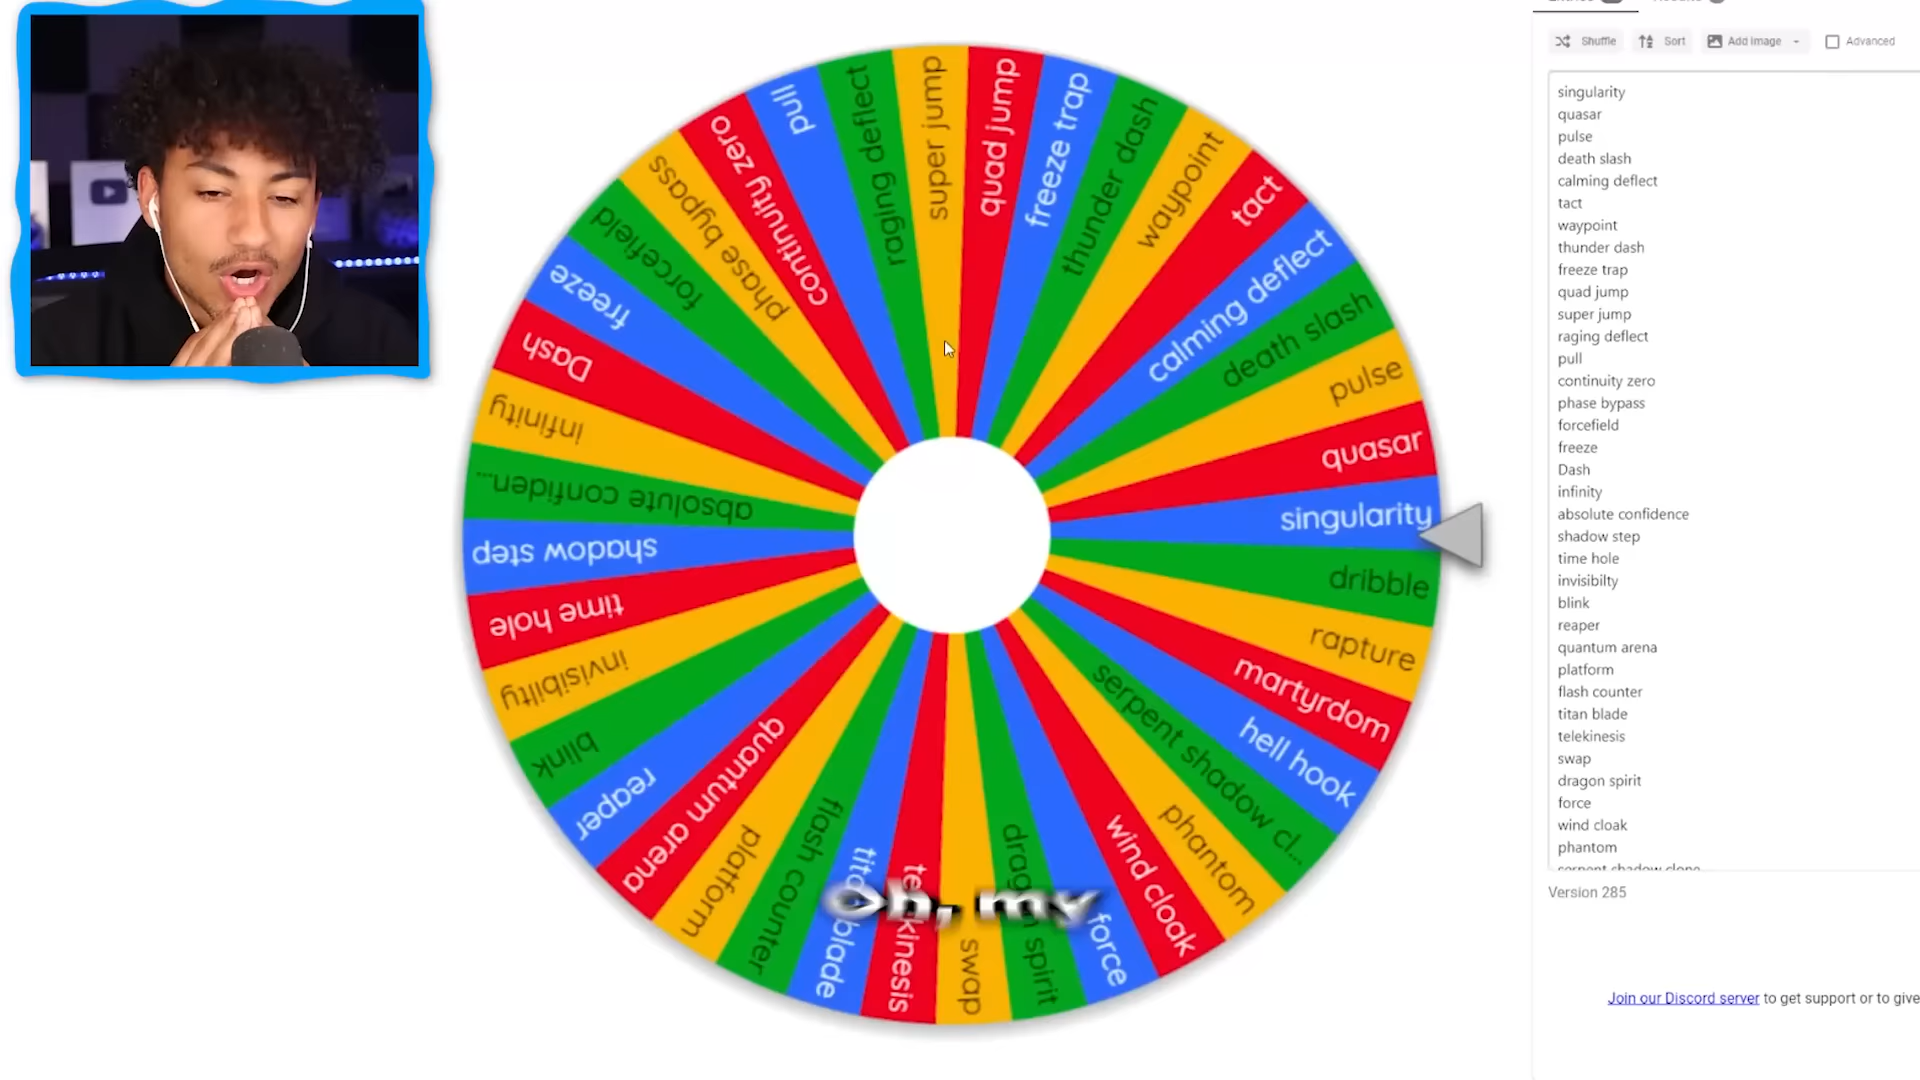 Shuffle
Sort
Add image
Advanced
singularity
quasar
pulse
death slash
calming deflect
tact
waypoint
thunder dash
freeze trap
quad jump
super jump
raging deflect
pull
continuity zero
phase bypass
forcefield
freeze
Dash
infinity
absolute confidence
shadow step
time hole
invisibilty
blink
reaper
quantum arena
platform
flash counter
titan blade
telekinesis
swap
dragon spirit
force
wind cloak
phantom
serpent shadow clone
Version 285
Join our Discord server to get support or to give
singularity
quasar
pulse
death slash
calming deflect
tact
waypoint
thunder dash
freeze trap
quad jump
super jump
raging deflect
pull
continuity zero
phase bypass
forcefield
freeze
Dash
infinity
absolute confiden...
shadow step
time hole
invisibilty
blink
reaper
quantum arena
platform
flash counter
blade
kinesis
swap
spirit
force
wind cloak
phantom
serpent shadow cl...
hell hook
martyrdom
rapture
dribble
Oh, my